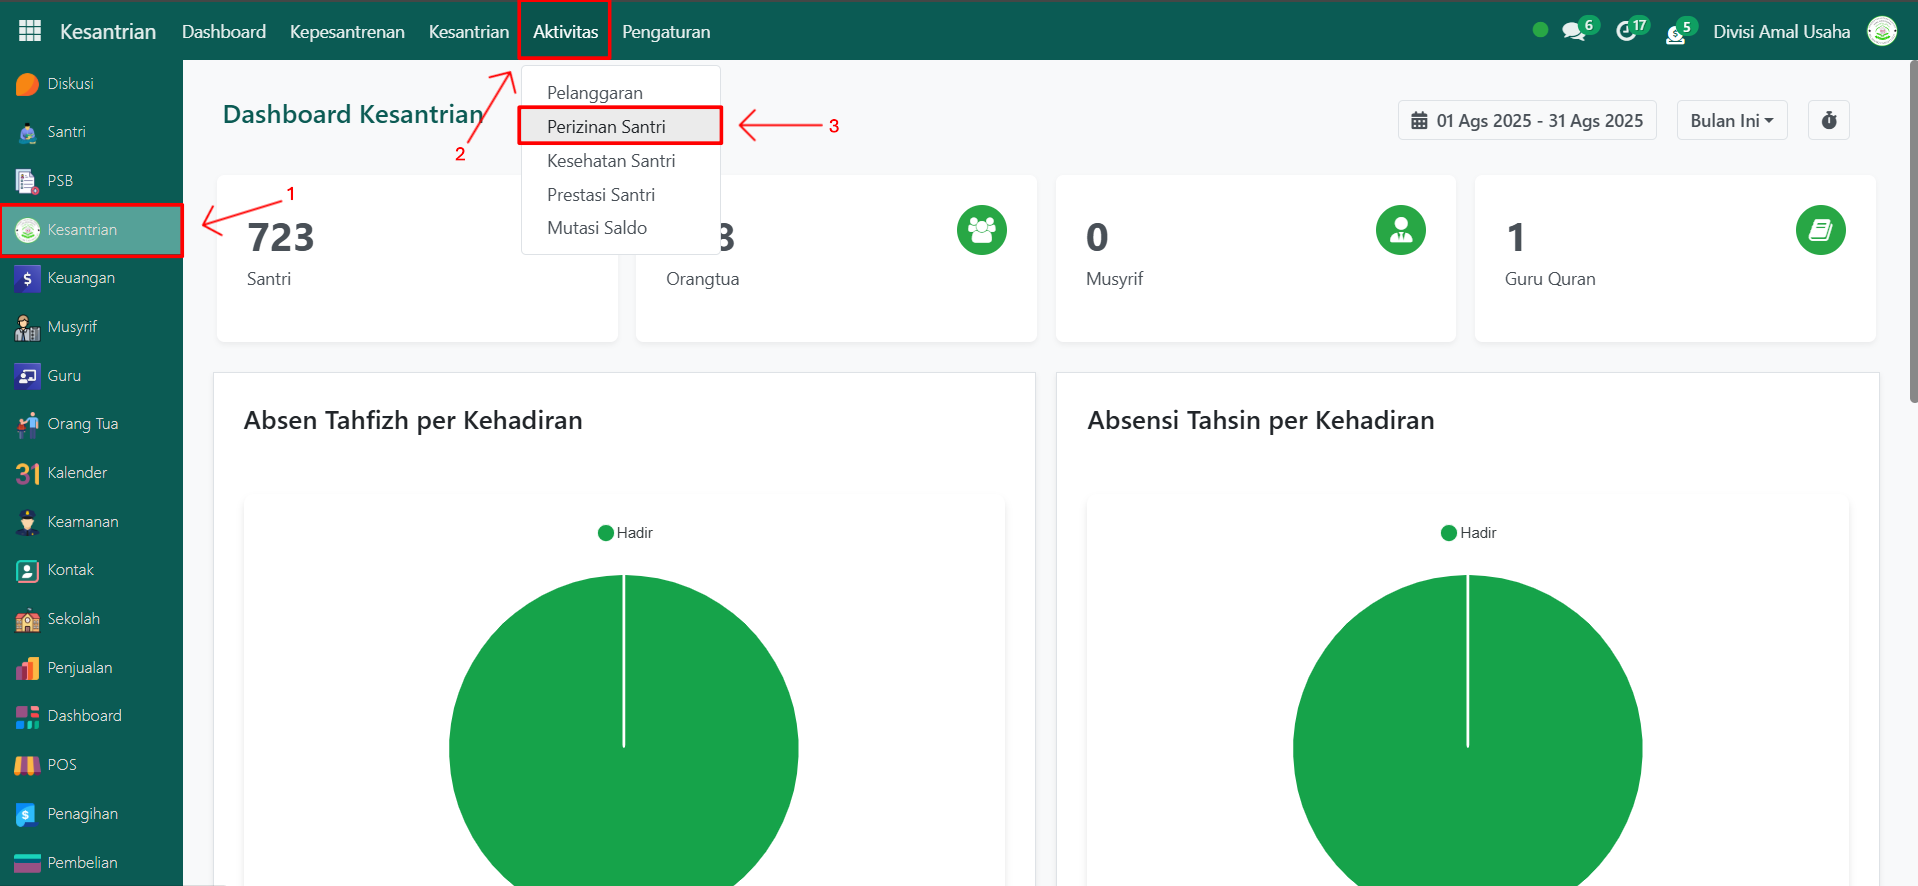 Kesantrian Dashboard Kepesantrenan Kesantrian Aktivitas Pengaturan 6 17 5 Divisi Amal Usaha
Diskusi
Santri
PSB
Kesantrian
Keuangan
Musyrif
Guru
Orang Tua
31 Kalender
Keamanan
Kontak
Sekolah
Penjualan
Dashboard
POS
Penagihan
Pembelian
1
2
3
Pelanggaran
Perizinan Santri
Kesehatan Santri
Prestasi Santri
Mutasi Saldo
Dashboard Kesantrian
01 Ags 2025 - 31 Ags 2025 Bulan Ini
723
Santri
3
Orangtua
0
Musyrif
1
Guru Quran
Absen Tahfizh per Kehadiran
Hadir
Absensi Tahsin per Kehadiran
Hadir